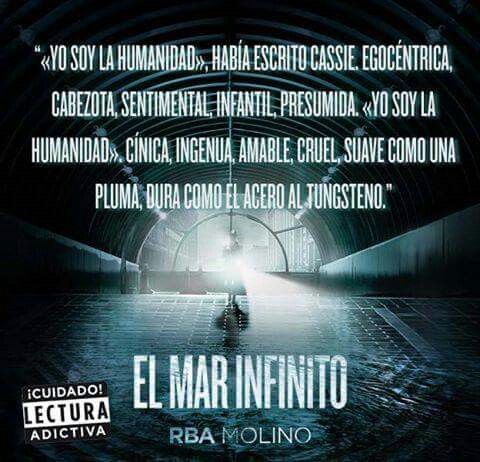 "«YO SOY LA HUMANIDAD», HABÍA ESCRITO CASSIE. EGOCÉNTRICA,
CABEZOTA, SENTIMENTAL, INFANTIL, PRESUMIDA. «YO SOY LA
HUMANIDAD». CÍNICA, INGENUA, AMABLE, CRUEL, SUAVE COMO UNA
PLUMA, DURA COMO EL ACERO AL TUNGSTENO."
EL MAR INFINITO
¡CUIDADO!
LECTURA
ADICTIVA
RBA MOLINO